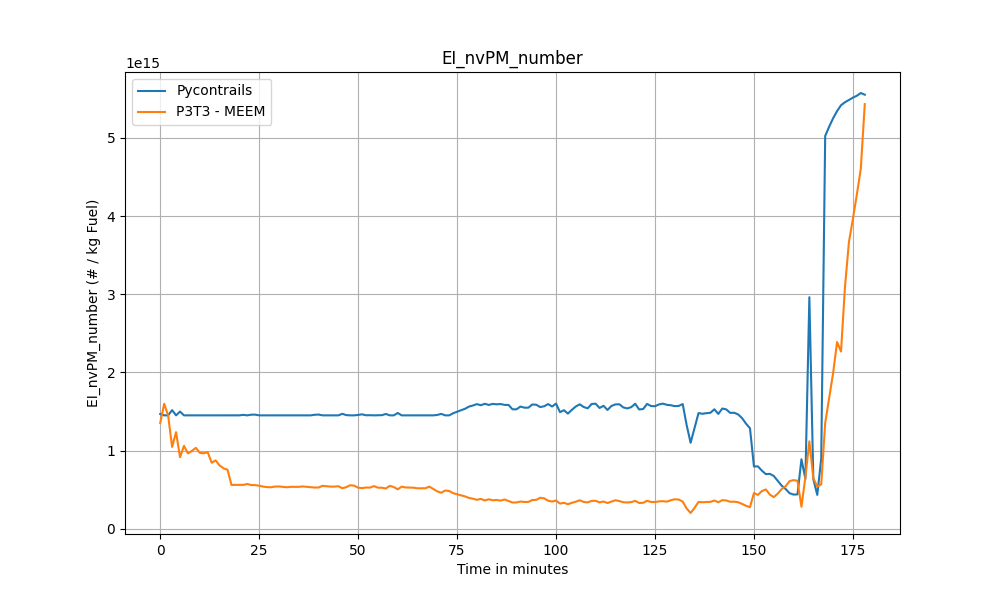 EI_nvPM_number
1e15
Pycontrails
P3T3 - MEEM
EI_nvPM_number (# / kg Fuel)
5
4
3
2
1
0
0 25 50 75 100 125 150 175
Time in minutes